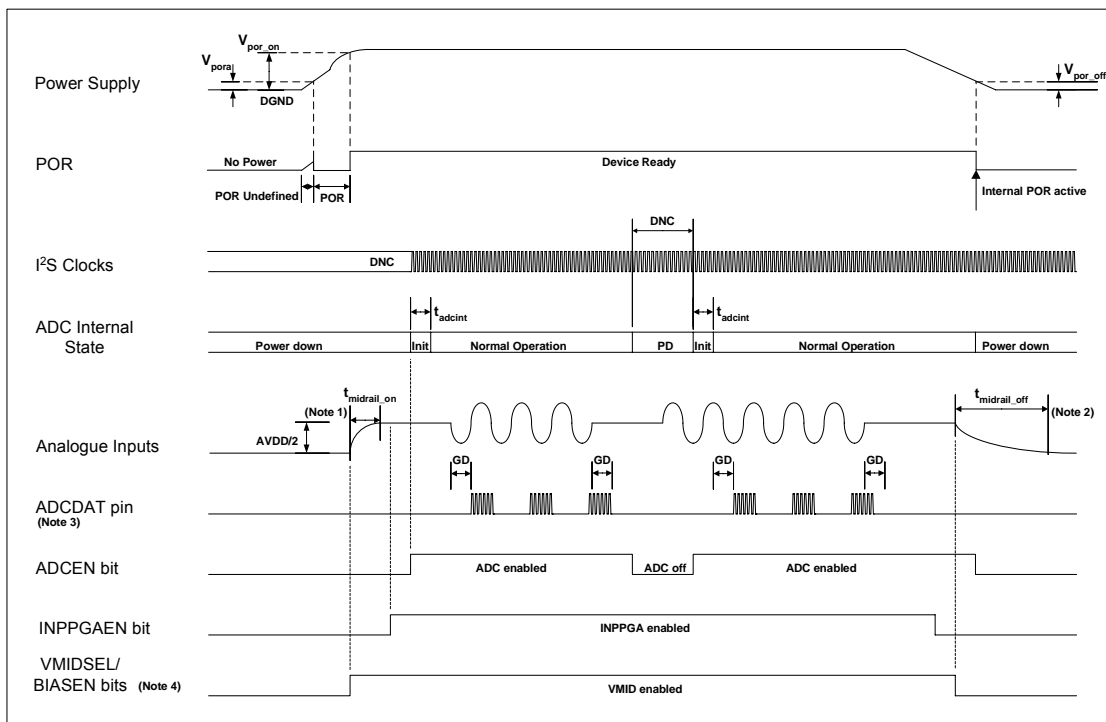 V_por_on
V_pora
V_por_off
Power Supply
DGND
POR
No Power
Device Ready
POR Undefined
POR
Internal POR active
DNC
I²S Clocks
DNC
t_adcint
t_adcint
ADC Internal
State
Power down
Init
Normal Operation
PD
Init
Normal Operation
Power down
t_midrail_on
t_midrail_off
(Note 1)
(Note 2)
Analogue Inputs
AVDD/2
GD
GD
GD
GD
ADCDAT pin
(Note 3)
ADCEN bit
ADC enabled
ADC off
ADC enabled
INPPGAEN bit
INPPGA enabled
VMIDSEL/
BIASEN bits (Note 4)
VMID enabled